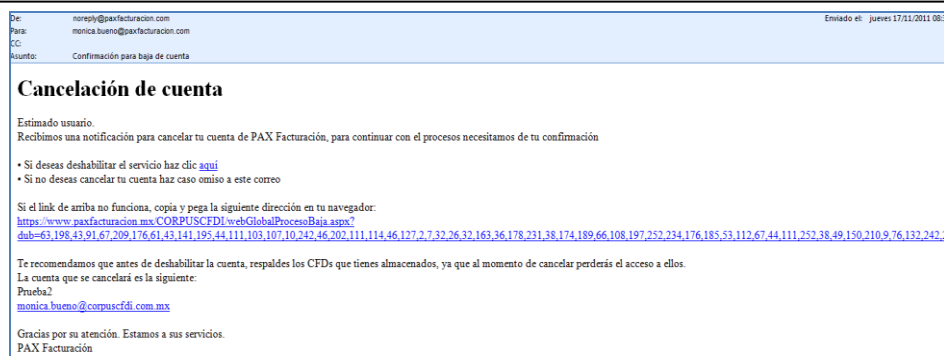 De: noreply@paxfacturacion.com Enviado el: jueves 17/11/2011 08:
Para: monica.bueno@paxfacturacion.com
CC:
Asunto: Confirmación para baja de cuenta
Cancelación de cuenta
Estimado usuario.
Recibimos una notificación para cancelar tu cuenta de PAX Facturación, para continuar con el procesos necesitamos de tu confirmación
• Si deseas deshabilitar el servicio haz clic aquí
• Si no deseas cancelar tu cuenta haz caso omiso a este correo
Si el link de arriba no funciona, copia y pega la siguiente dirección en tu navegador:
https://www.paxfacturacion.mx/CORPUSCFDI/webGlobalProcesoBaja.aspx?
dub=63,198,43,91,67,209,176,61,43,141,195,44,111,103,107,10,242,46,202,111,114,46,127,2,7,32,26,32,163,36,178,231,38,174,189,66,108,197,252,234,176,185,53,112,67,44,111,252,38,49,150,210,9,76,132,242,
Te recomendamos que antes de deshabilitar la cuenta, respaldes los CFDs que tienes almacenados, ya que al momento de cancelar perderás el acceso a ellos.
La cuenta que se cancelará es la siguiente:
Prueba2
monica.bueno@corpuscfdi.com.mx
Gracias por su atención. Estamos a sus servicios.
PAX Facturación